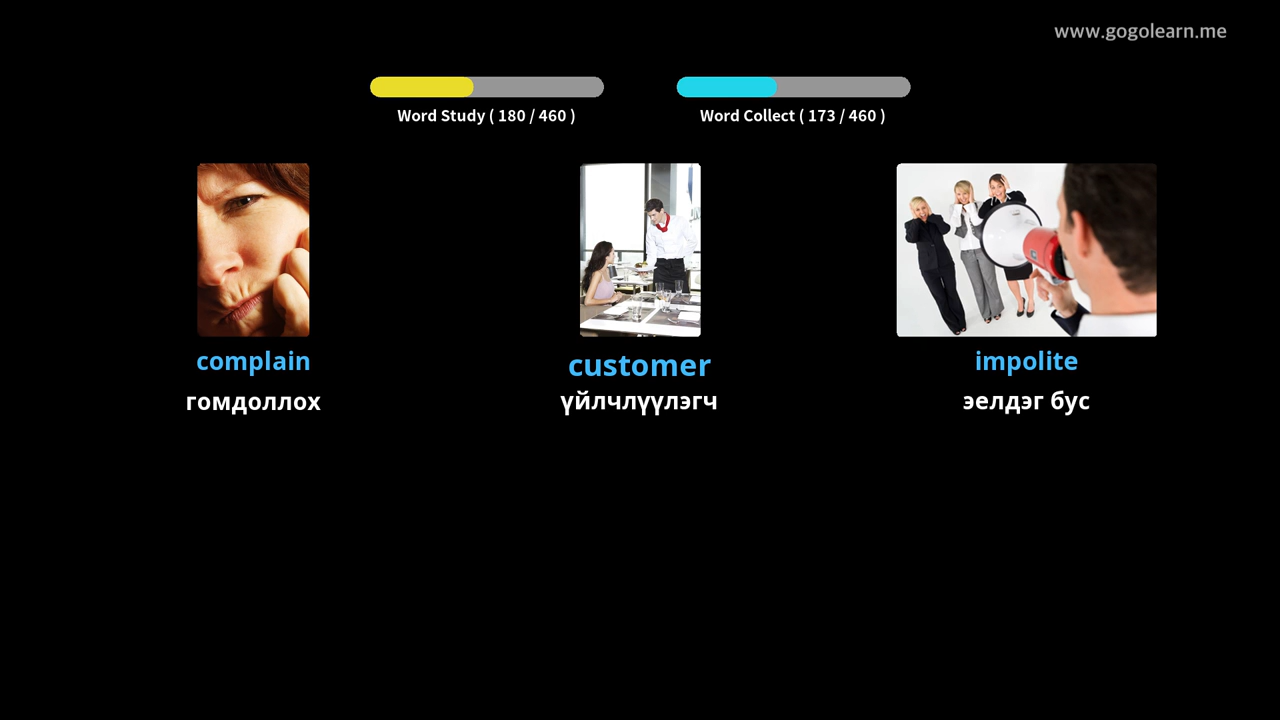 www.gogolearn.me
Word Study ( 180 / 460 )
Word Collect ( 173 / 460 )
complain
customer
impolite
гомдоллох
үйлчлүүлэгч
эелдэг бус